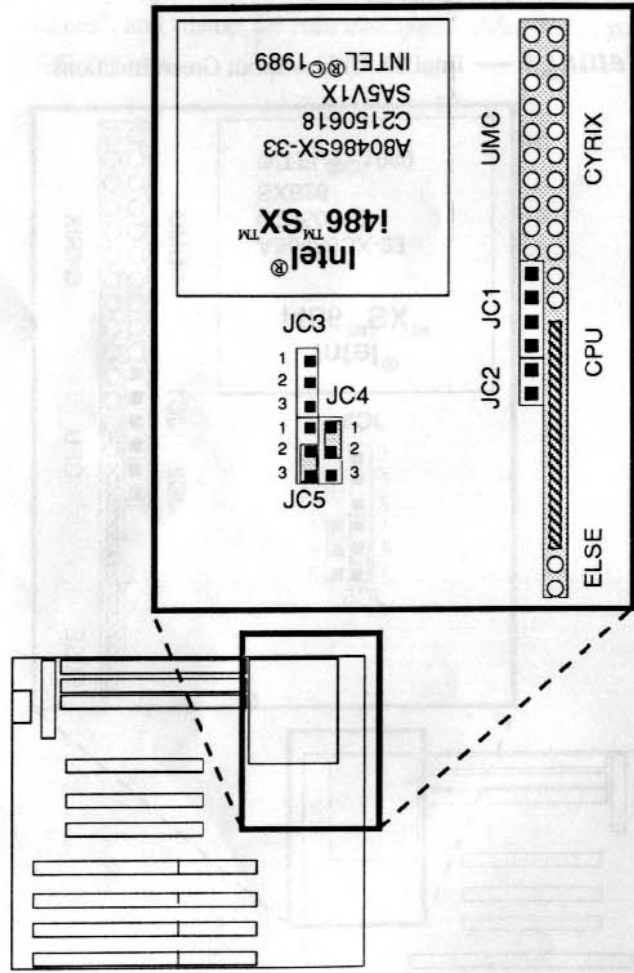 Intel®
i486™SX™
A80486SX-33
C2150618
SA5V1X
INTEL ®© 1989
JC3
1
2
3
JC4
1 1
2 2
3 3
JC5
UMC
CYRIX
JC1
JC2
CPU
ELSE